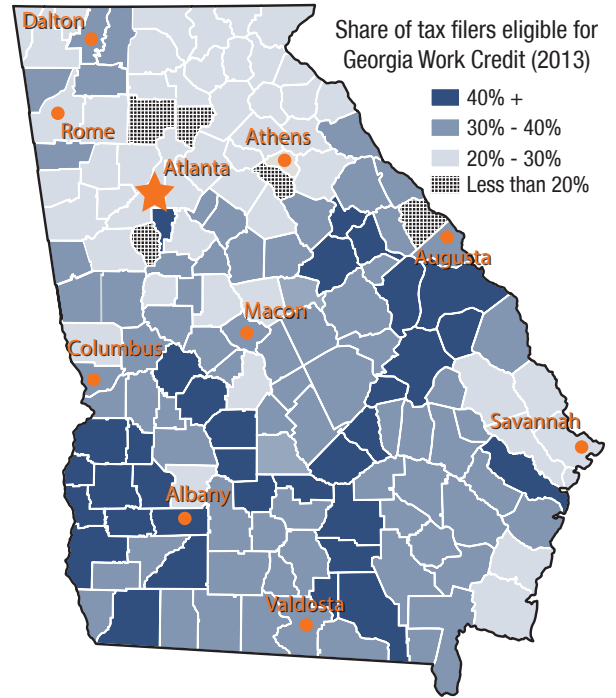 Share of tax filers eligible for
Georgia Work Credit (2013)
40% +
30% - 40%
20% - 30%
Less than 20%
Dalton
Rome
Athens
Atlanta
Augusta
Macon
Columbus
Savannah
Albany
Valdosta